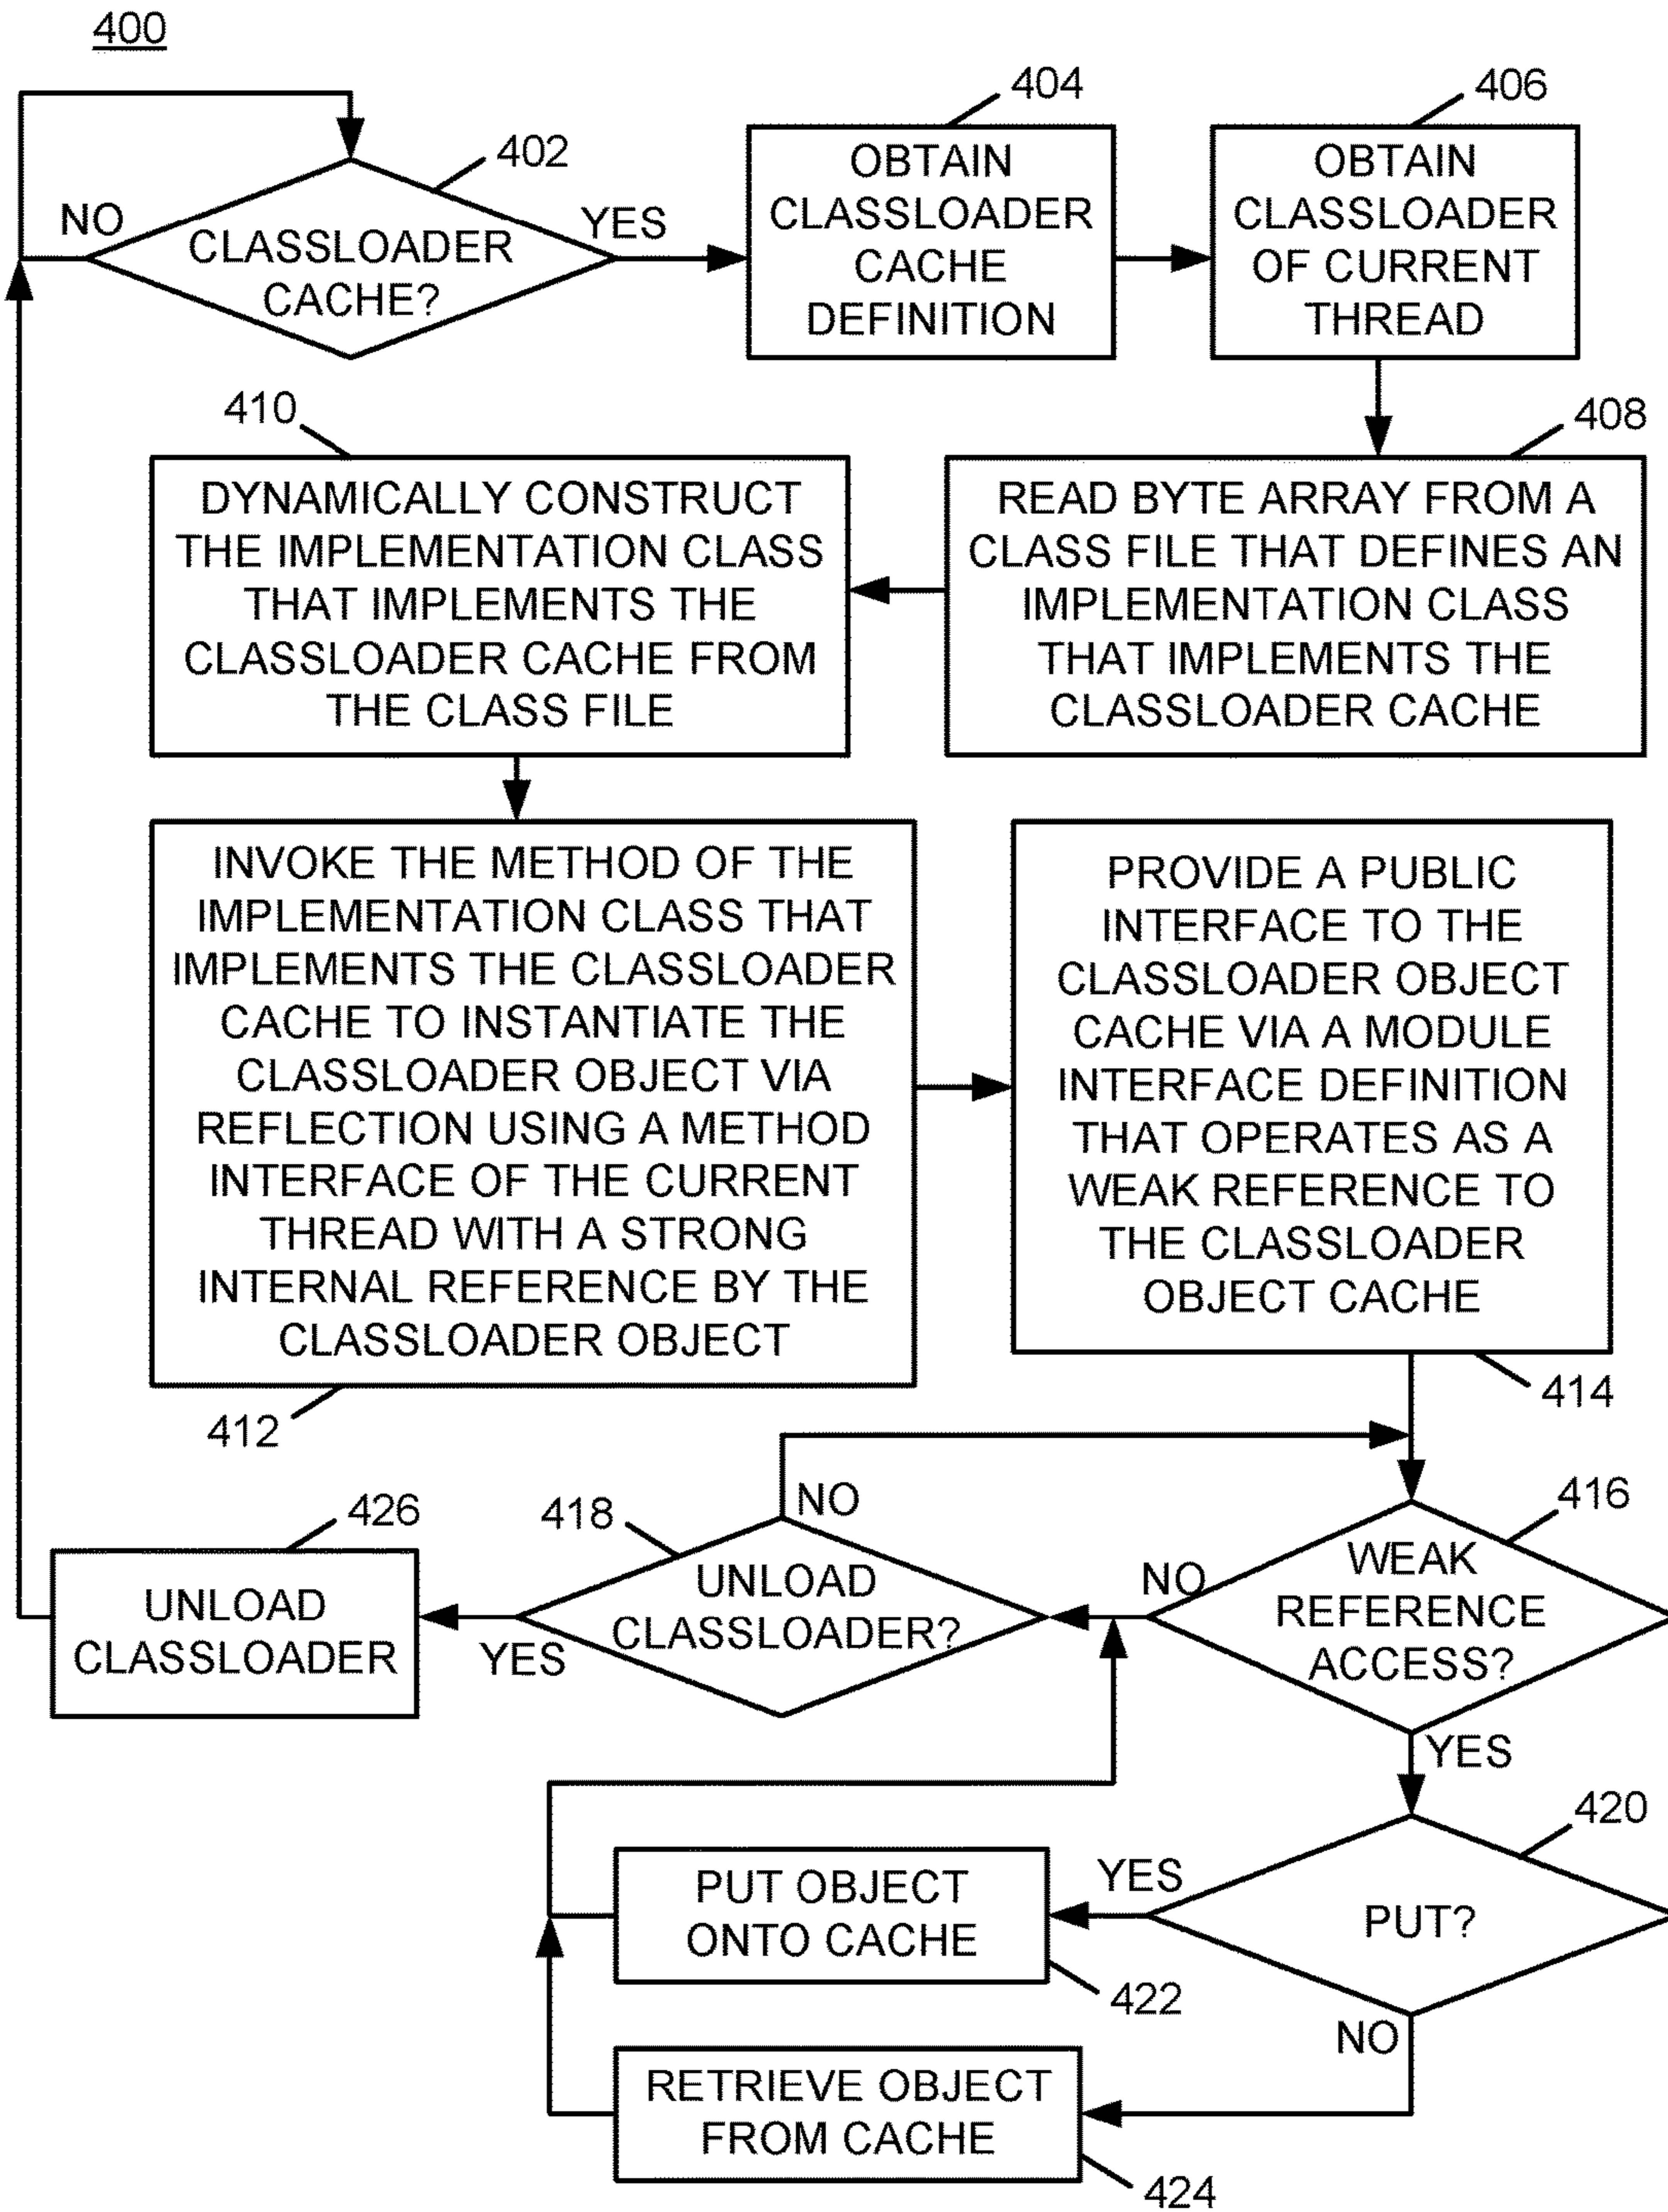 400
402
NO
YES
CLASSLOADER
CACHE?
404
OBTAIN
CLASSLOADER
CACHE
DEFINITION
406
OBTAIN
CLASSLOADER
OF CURRENT
THREAD
408
READ BYTE ARRAY FROM A
CLASS FILE THAT DEFINES AN
IMPLEMENTATION CLASS
THAT IMPLEMENTS THE
CLASSLOADER CACHE
410
DYNAMICALLY CONSTRUCT
THE IMPLEMENTATION CLASS
THAT IMPLEMENTS THE
CLASSLOADER CACHE FROM
THE CLASS FILE
INVOKE THE METHOD OF THE
IMPLEMENTATION CLASS THAT
IMPLEMENTS THE CLASSLOADER
CACHE TO INSTANTIATE THE
CLASSLOADER OBJECT VIA
REFLECTION USING A METHOD
INTERFACE OF THE CURRENT
THREAD WITH A STRONG
INTERNAL REFERENCE BY THE
CLASSLOADER OBJECT
412
PROVIDE A PUBLIC
INTERFACE TO THE
CLASSLOADER OBJECT
CACHE VIA A MODULE
INTERFACE DEFINITION
THAT OPERATES AS A
WEAK REFERENCE TO
THE CLASSLOADER
OBJECT CACHE
414
416
WEAK
REFERENCE
ACCESS?
NO
YES
418
NO
UNLOAD
CLASSLOADER?
YES
426
UNLOAD
CLASSLOADER
420
PUT?
YES
NO
PUT OBJECT
ONTO CACHE
422
RETRIEVE OBJECT
FROM CACHE
424